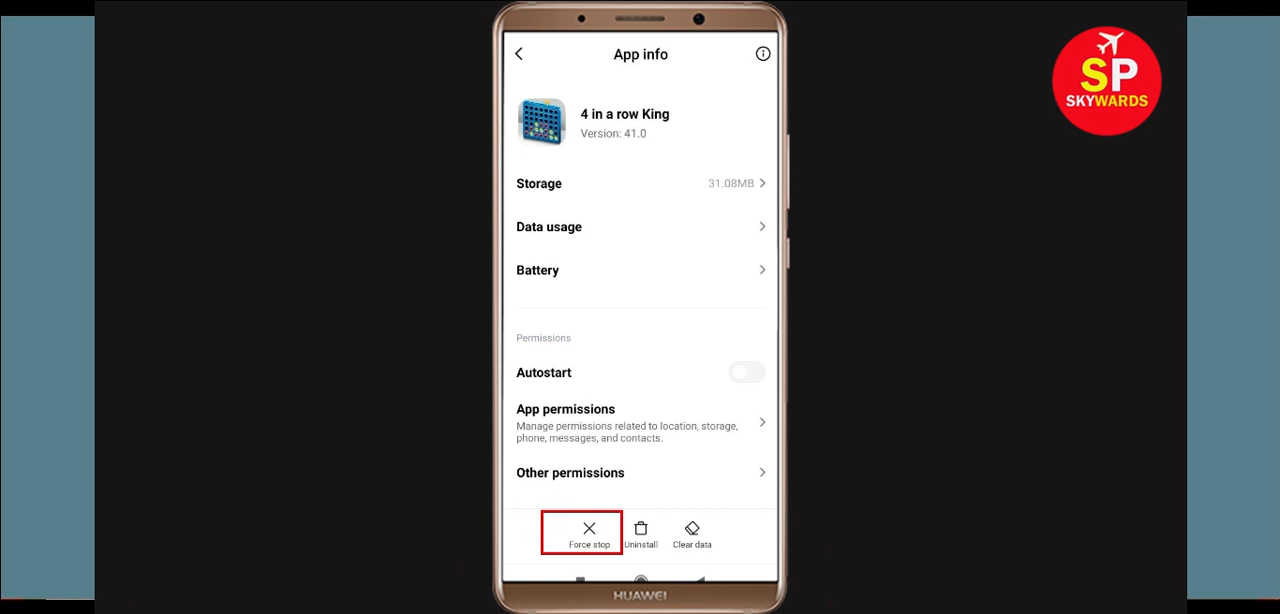 App info
SP
SKYWARDS
4 in a row King
Version: 41.0
Storage 31.08MB
Data usage
Battery
Permissions
Autostart
App permissions
Manage permissions related to location, storage,
phone, messages, and contacts.
Other permissions
Force stop Uninstall Clear data
HUAWEI